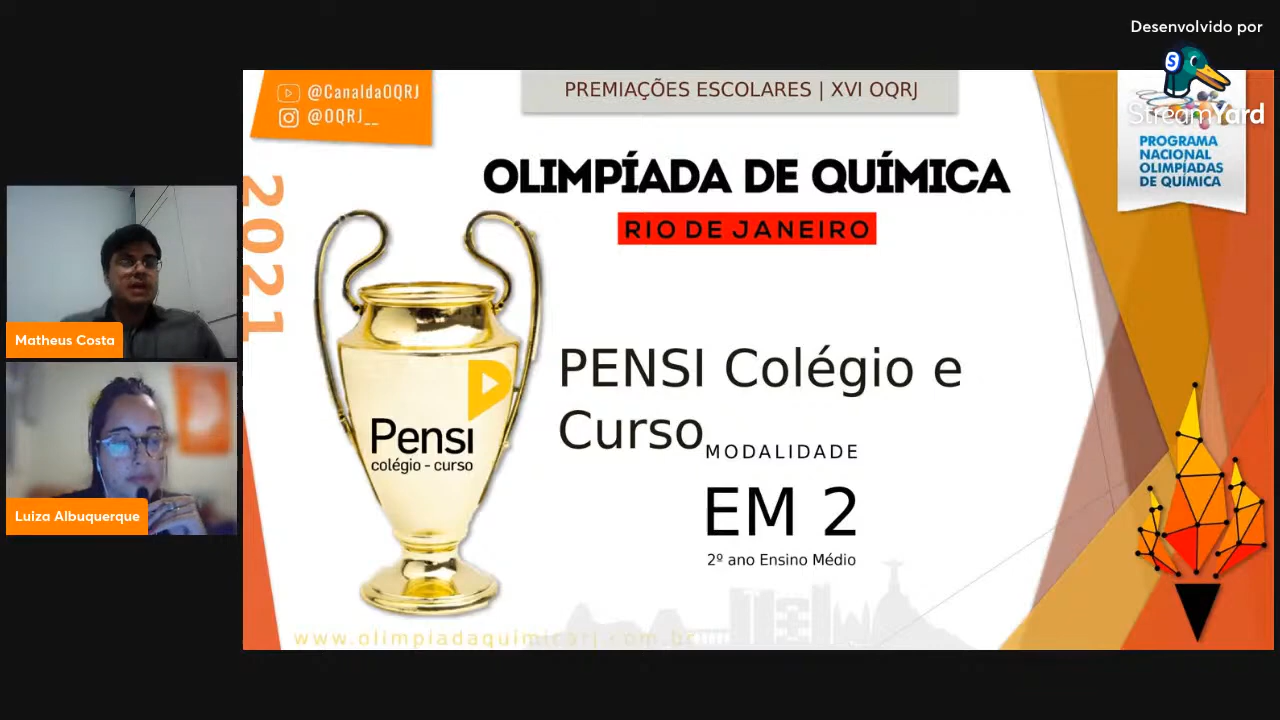 Desenvolvido por
StreamYard
@CanaldaOQRJ
@OQRJ__
PREMIAÇÕES ESCOLARES | XVI OQRJ
PROGRAMA
NACIONAL
OLIMPÍADAS
DE QUÍMICA
OLIMPÍADA DE QUÍMICA
RIO DE JANEIRO
2021
Matheus Costa
Luiza Albuquerque
Pensi
colégio - curso
PENSI Colégio e
Curso
MODALIDADE
EM 2
2º ano Ensino Médio
www.olimpiadaquimicarj.com.br